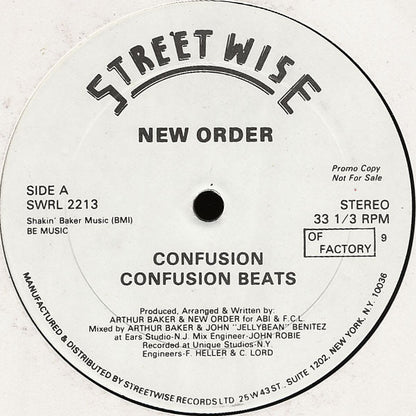 STREETWISE
NEW ORDER
Promo Copy
Not For Sale
SIDE A
SWRL 2213
Shakin' Baker Music (BMI)
BE MUSIC
STEREO
33 1/3 RPM
OF
FACTORY 9
CONFUSION
CONFUSION BEATS
Produced, Arranged & Written by:
ARTHUR BAKER & NEW ORDER for ABI & F.C.L.
Mixed by ARTHUR BAKER & JOHN "JELLYBEAN" BENITEZ
at Ears Studio-N.J. Mix Engineer-JOHN ROBIE
Recorded at Unique Studios-N.Y.
Engineers-F. HELLER & C. LORD
MANUFACTURED & DISTRIBUTED BY STREETWISE RECORDS LTD. 25 W 43 ST., SUITE 1202, NEW YORK, N.Y. 10036